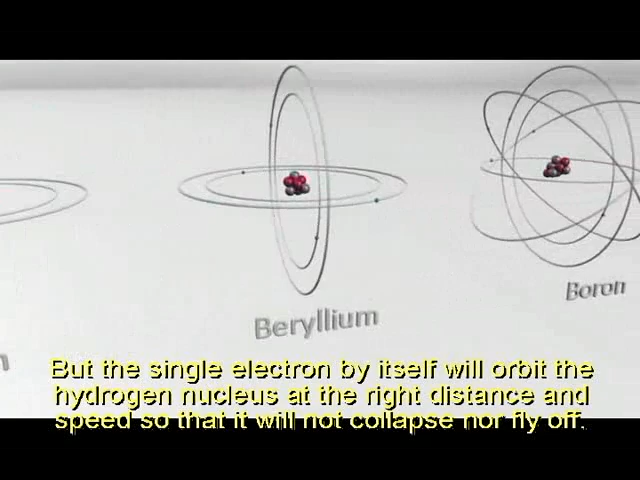 Beryllium
Boron
But the single electron by itself will orbit the
hydrogen nucleus at the right distance and
speed so that it will not collapse nor fly off.